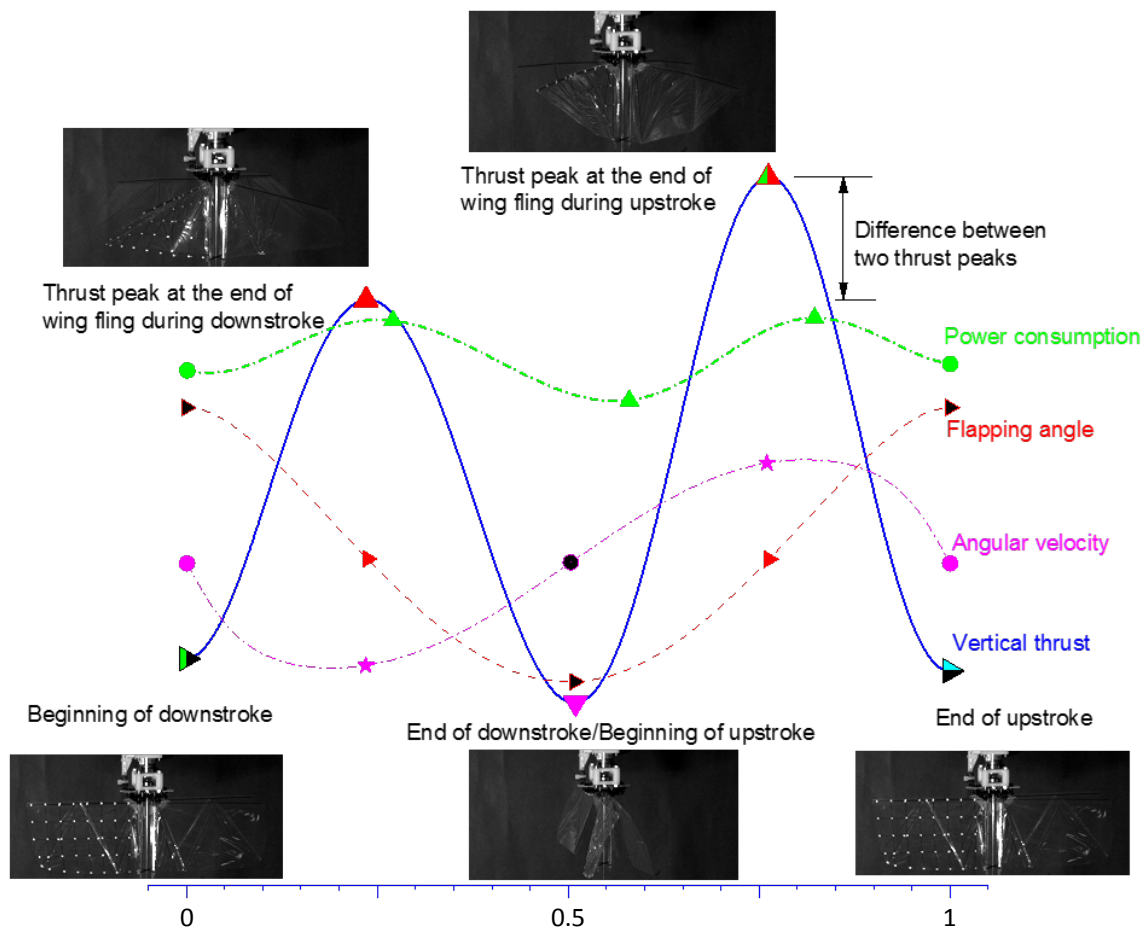 Thrust peak at the end of
wing fling during upstroke
Difference between
two thrust peaks
Thrust peak at the end of
wing fling during downstroke
Power consumption
Flapping angle
Angular velocity
Vertical thrust
Beginning of downstroke
End of downstroke/Beginning of upstroke
End of upstroke
0
0.5
1